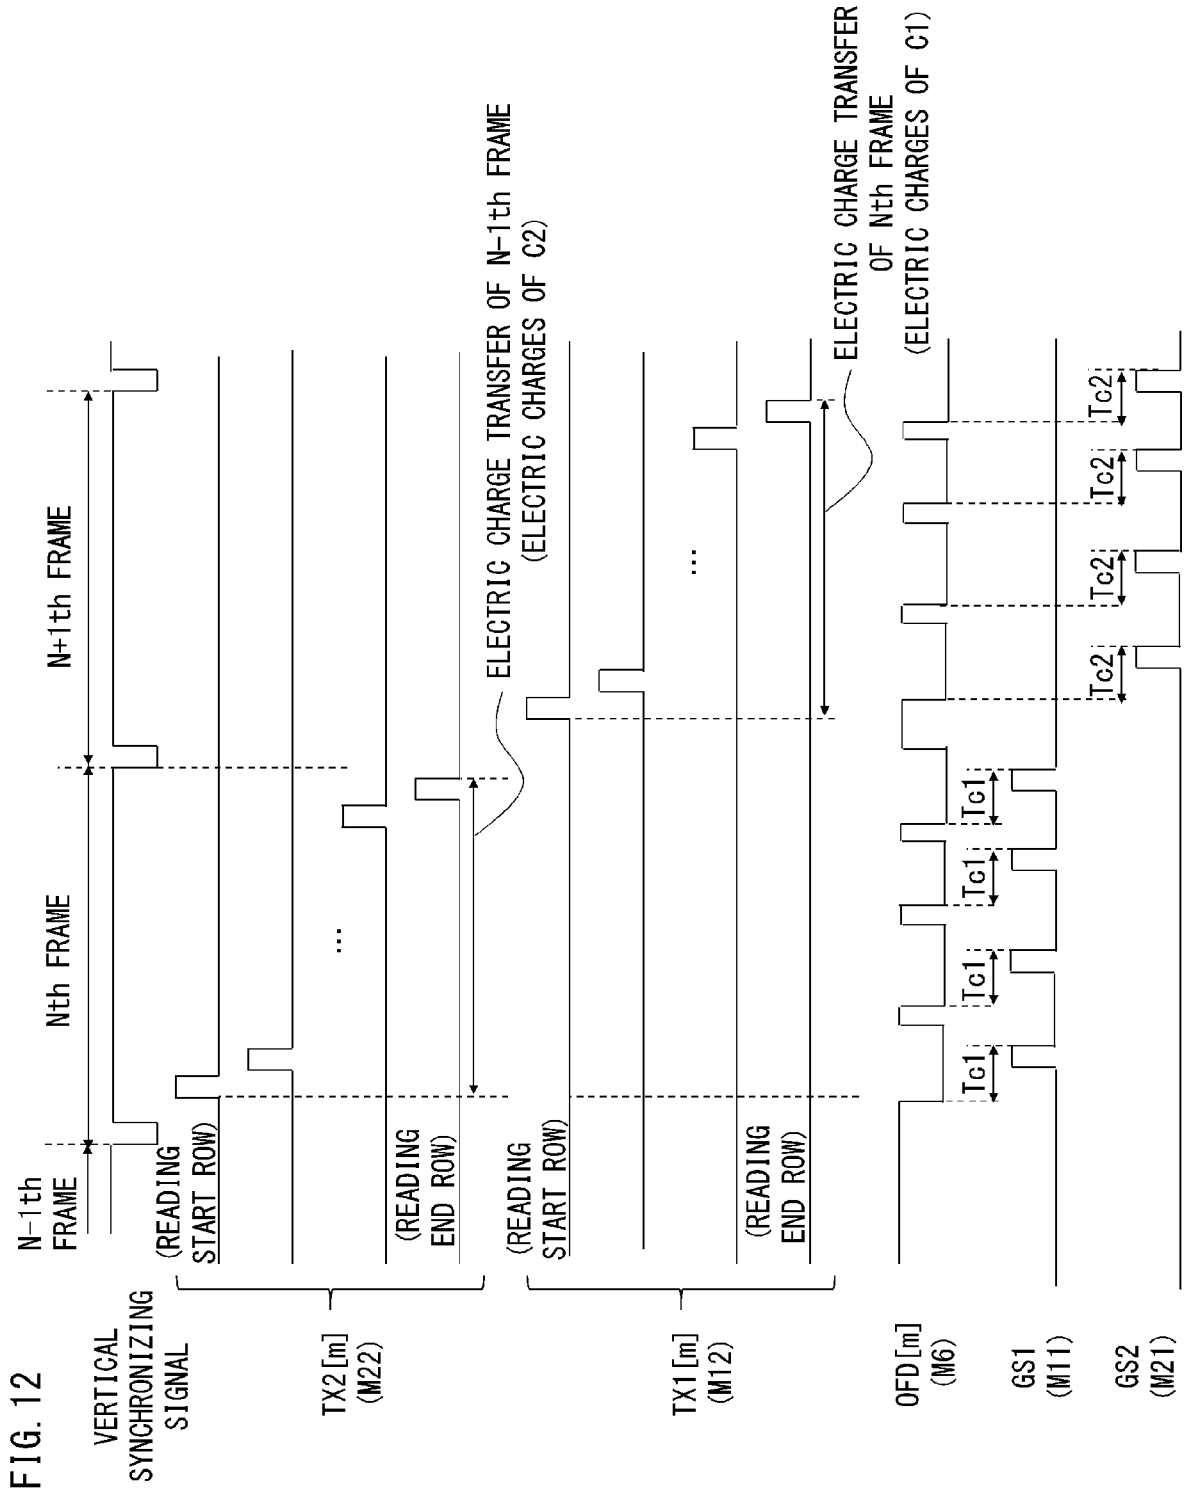 FIG. 12
N-1th
FRAME
Nth FRAME
N+1th FRAME
VERTICAL
SYNCHRONIZING
SIGNAL
(READING
START ROW)
TX2[m]
(M22)
...
(READING
END ROW)
ELECTRIC CHARGE TRANSFER OF N-1th FRAME
(ELECTRIC CHARGES OF C2)
(READING
START ROW)
TX1[m]
(M12)
...
(READING
END ROW)
ELECTRIC CHARGE TRANSFER
OF Nth FRAME
(ELECTRIC CHARGES OF C1)
OFD[m]
(M6)
Tc1
Tc1
Tc1
Tc1
GS1
(M11)
Tc2
Tc2
Tc2
Tc2
GS2
(M21)